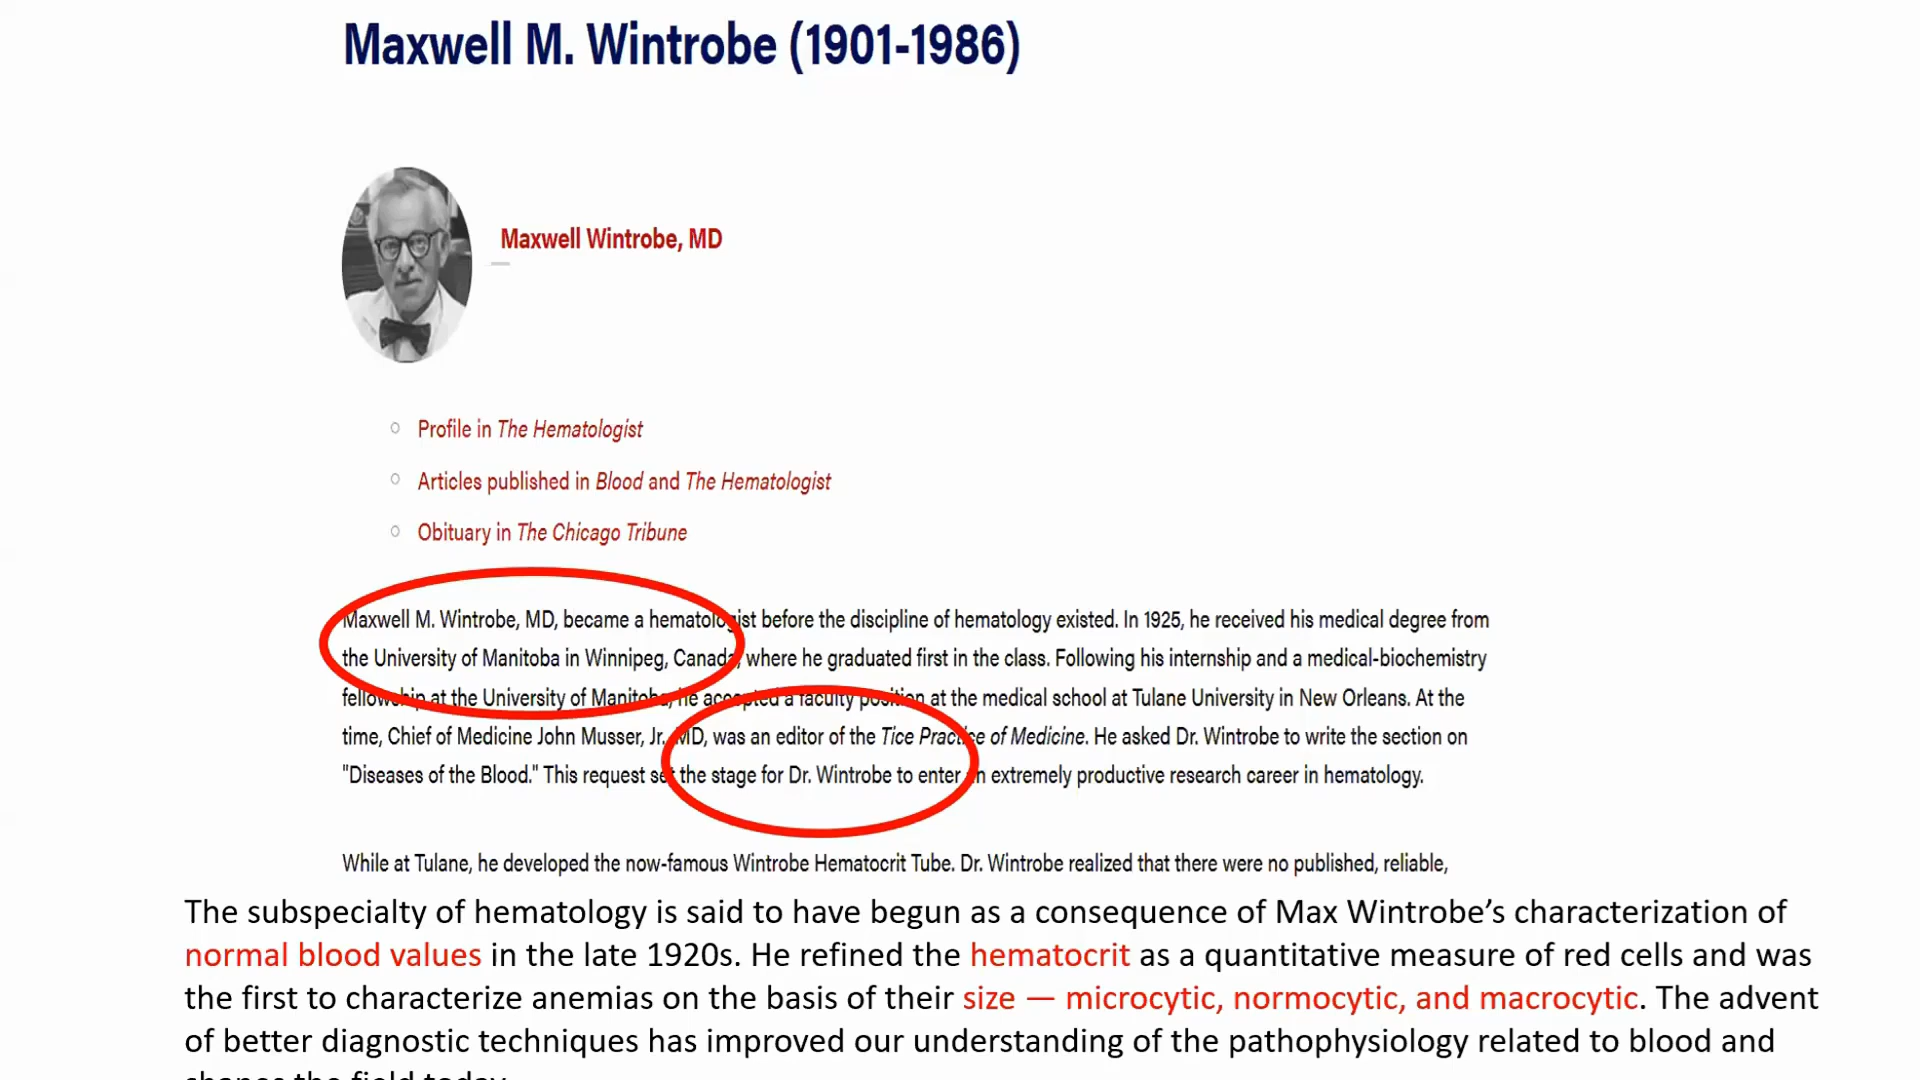 Maxwell M. Wintrobe (1901-1986)
Maxwell Wintrobe, MD
Profile in The Hematologist
Articles published in Blood and The Hematologist
Obituary in The Chicago Tribune
Maxwell M. Wintrobe, MD, became a hematologist before the discipline of hematology existed. In 1925, he received his medical degree from
the University of Manitoba in Winnipeg, Canada, where he graduated first in the class. Following his internship and a medical-biochemistry
fellowship at the University of Manitoba, he accepted a faculty position at the medical school at Tulane University in New Orleans. At the
time, Chief of Medicine John Musser, Jr., MD, was an editor of the Tice Practice of Medicine. He asked Dr. Wintrobe to write the section on
"Diseases of the Blood." This request set the stage for Dr. Wintrobe to enter an extremely productive research career in hematology.
While at Tulane, he developed the now-famous Wintrobe Hematocrit Tube. Dr. Wintrobe realized that there were no published, reliable,
The subspecialty of hematology is said to have begun as a consequence of Max Wintrobe’s characterization of
normal blood values in the late 1920s. He refined the hematocrit as a quantitative measure of red cells and was
the first to characterize anemias on the basis of their size — microcytic, normocytic, and macrocytic. The advent
of better diagnostic techniques has improved our understanding of the pathophysiology related to blood and
shapes the field today.